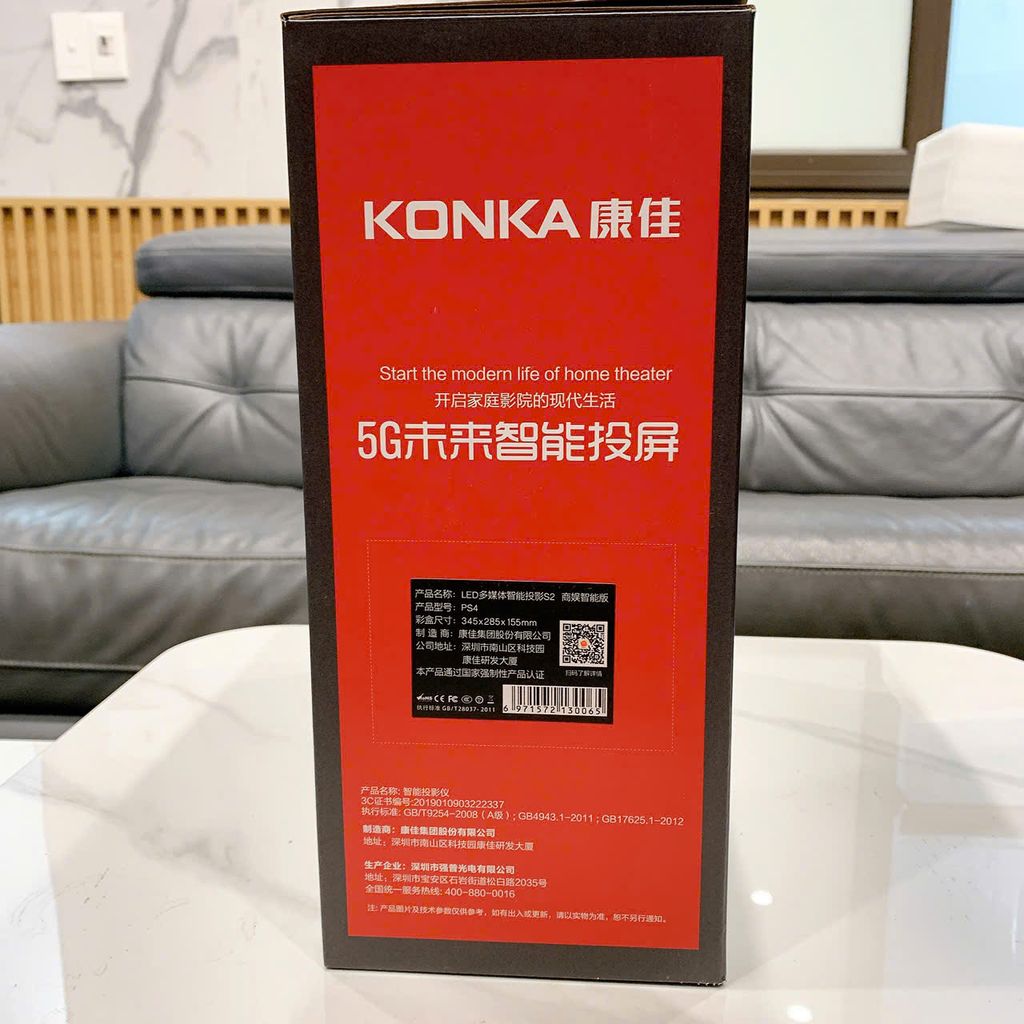 KONKA 康佳
Start the modern life of home theater
开启家庭影院的现代生活
5G未来智能投屏
产品名称：LED多媒体智能投影S2 商娱智能版
产品型号：PS4
彩盒尺寸：345x285x155mm
制 造 商：康佳集团股份有限公司
公司地址：深圳市南山区科技园
康佳研发大厦
本产品通过国家强制性产品认证
扫码了解详情
RoHS CE FC
执行标准 GB/T28037-2011
6 971572 130065
产品名称: 智能投影仪
3C证书编号:2019010903222337
执行标准: GB/T9254-2008（A级）; GB4943.1-2011 ; GB17625.1-2012
制造商：康佳集团股份有限公司
地址：深圳市南山区科技园康佳研发大厦
生产企业：深圳市强普光电有限公司
地址：深圳市宝安区石岩街道松白路2035号
全国统一服务热线: 400-880-0016
注: 产品图片及技术参数仅供参考，如有出入或更新，请以实物为准，恕不另行通知。